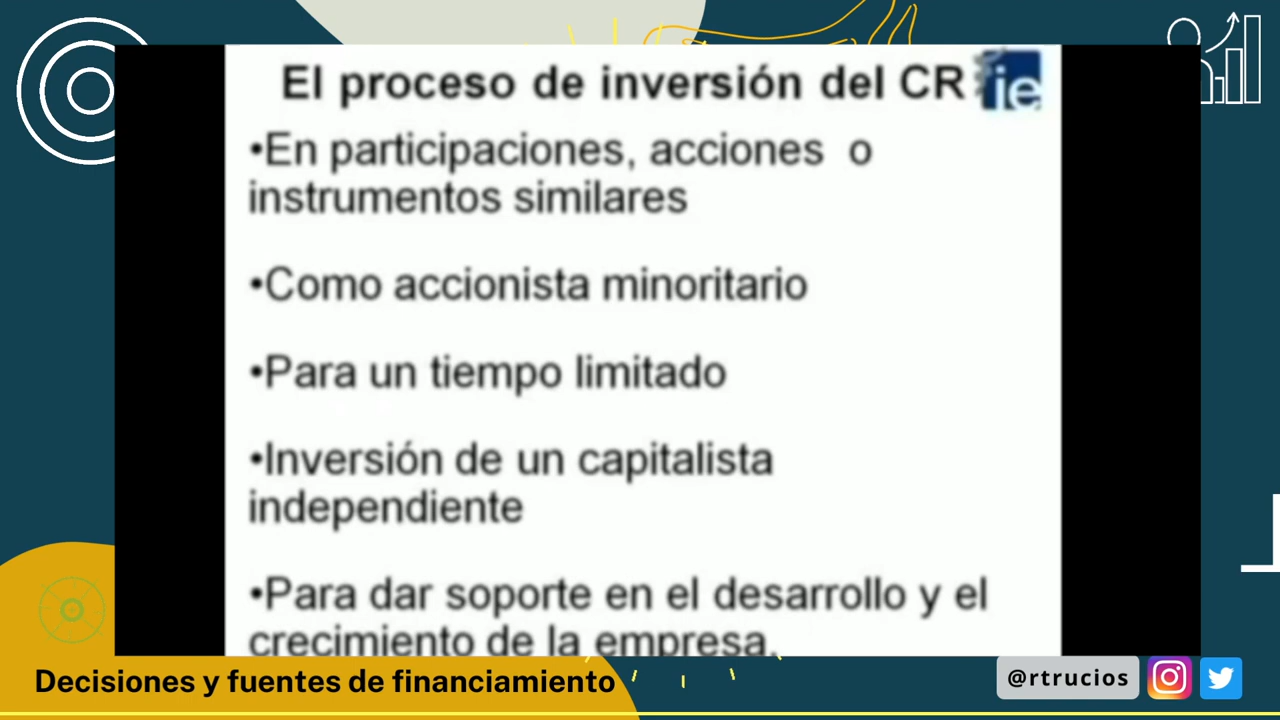 El proceso de inversión del CR
ie
•En participaciones, acciones o
instrumentos similares
•Como accionista minoritario
•Para un tiempo limitado
•Inversión de un capitalista
independiente
•Para dar soporte en el desarrollo y el
crecimiento de la empresa.
Decisiones y fuentes de financiamiento
@rtrucios